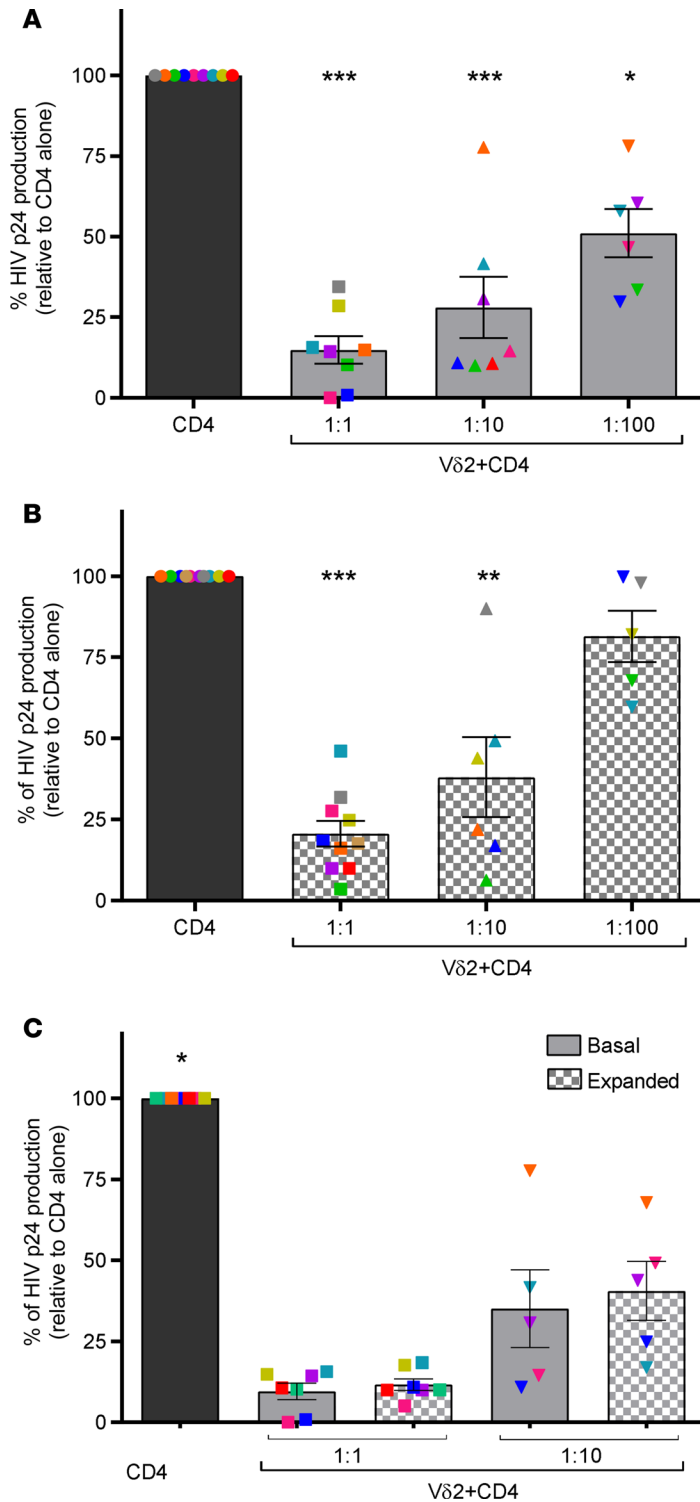 A
% HIV p24 production
(relative to CD4 alone)
100
75
50
25
0
*** *** *
CD4 1:1 1:10 1:100
Vδ2+CD4
B
% of HIV p24 production
(relative to CD4 alone)
100
75
50
25
0
*** **
CD4 1:1 1:10 1:100
Vδ2+CD4
C
% of HIV p24 production
(relative to CD4 alone)
100
75
50
25
0
*
Basal
Expanded
1:1 1:10
CD4
Vδ2+CD4